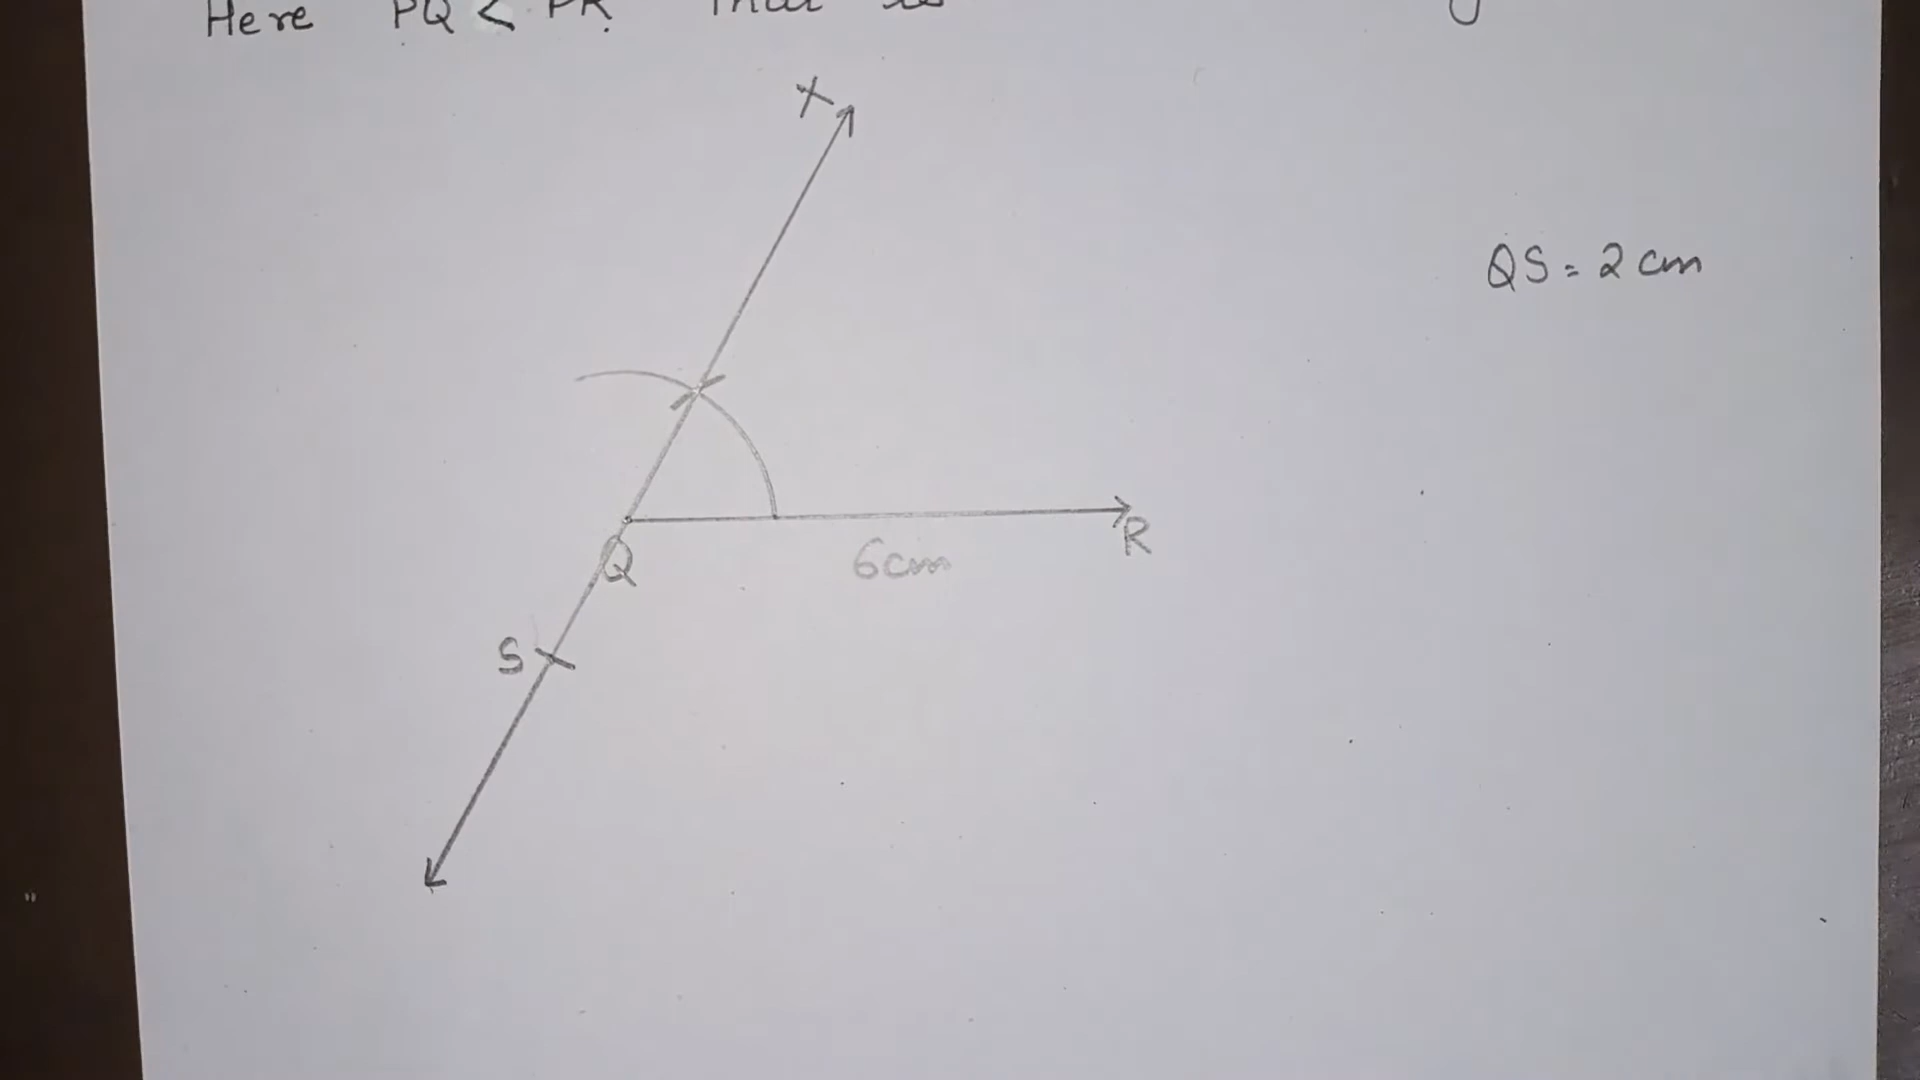 Here PQ < PR.
X
QS = 2 cm
R
6cm
Q
S